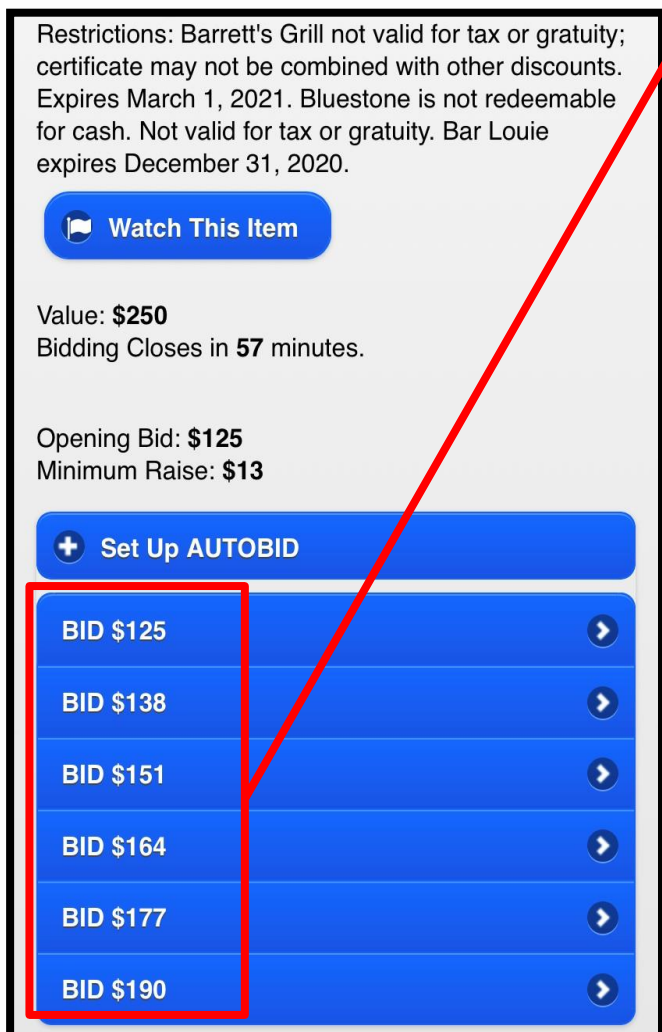 Restrictions: Barrett's Grill not valid for tax or gratuity;
certificate may not be combined with other discounts.
Expires March 1, 2021. Bluestone is not redeemable
for cash. Not valid for tax or gratuity. Bar Louie
expires December 31, 2020.
Watch This Item
Value: $250
Bidding Closes in 57 minutes.
Opening Bid: $125
Minimum Raise: $13
Set Up AUTOBID
BID $125
BID $138
BID $151
BID $164
BID $177
BID $190